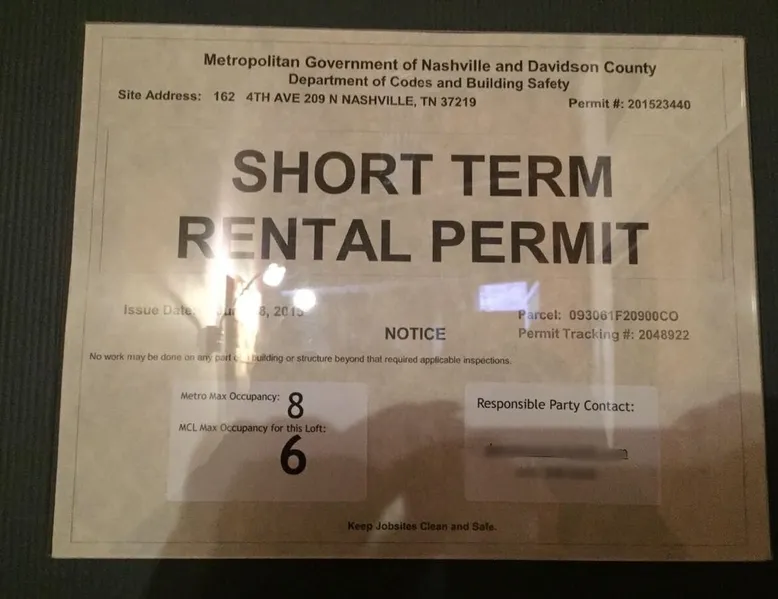 Metropolitan Government of Nashville and Davidson County
Department of Codes and Building Safety
Site Address: 162 4TH AVE 209 N NASHVILLE, TN 37219 Permit #: 201523440
SHORT TERM
RENTAL PERMIT
Issue Date: 8, 2015 Parcel: 093061F20900CO
NOTICE Permit Tracking #: 2048922
No work may be done on any part of building or structure beyond that required applicable inspections.
Metro Max Occupancy: 8
MCL Max Occupancy for this Loft:
6
Responsible Party Contact:
Keep Jobsites Clean and Safe.